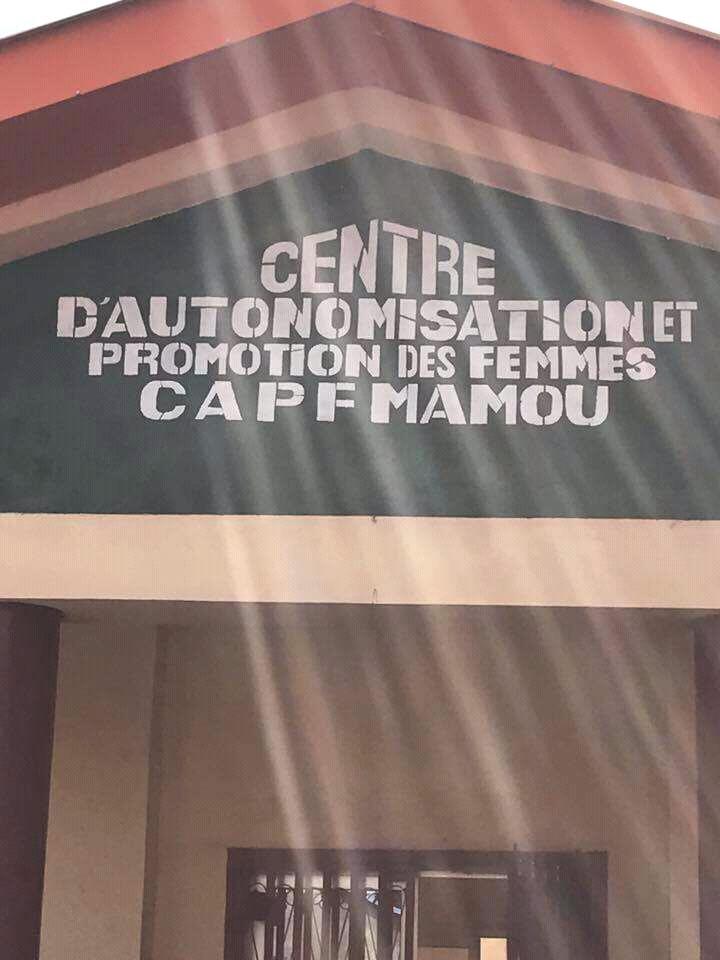 CENTRE
D'AUTONOMISATION ET
PROMOTION DES FEMMES
CAPF MAMOU